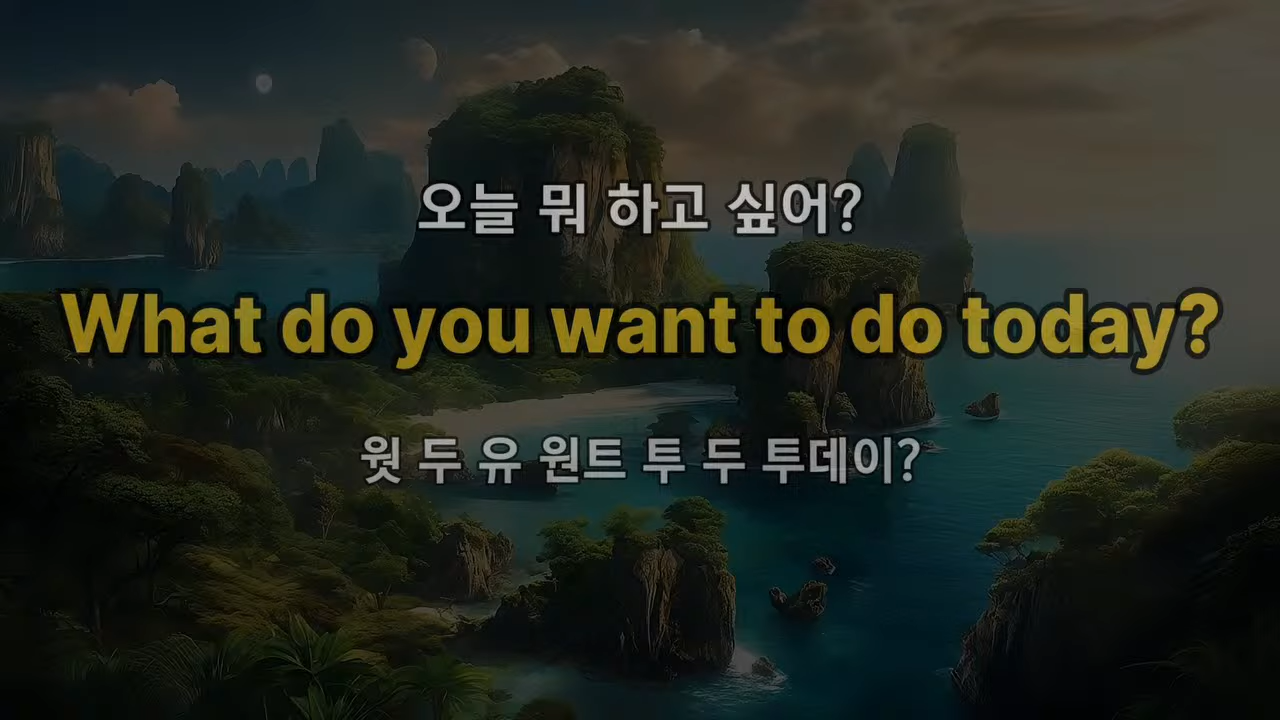 오늘 뭐 하고 싶어?
What do you want to do today?
웟 두 유 원트 투 두 투데이?